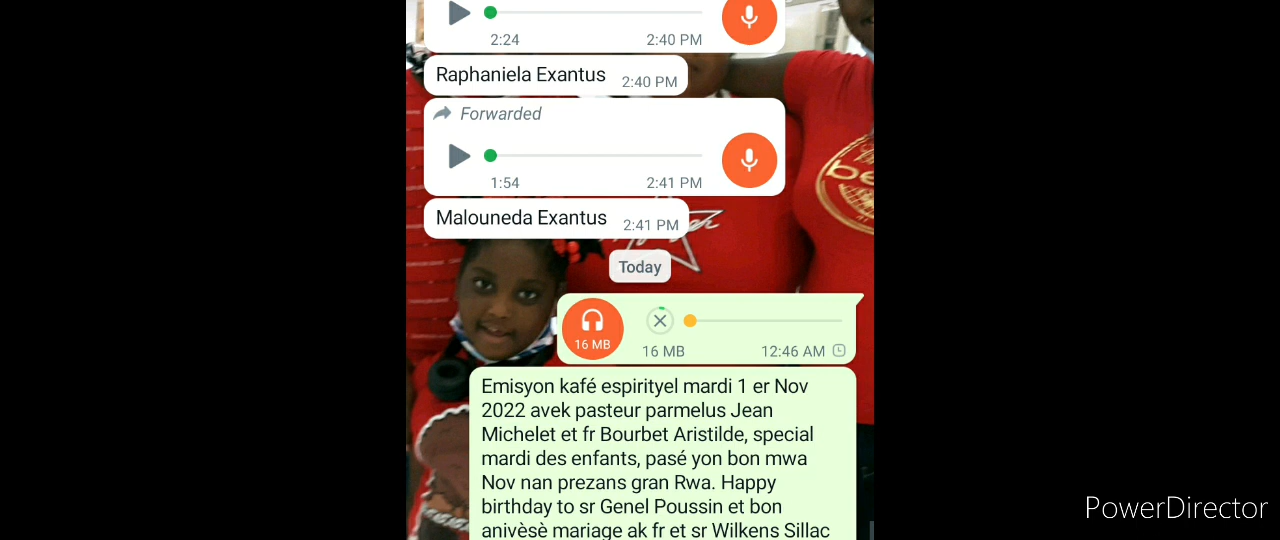 2:24 2:40 PM
Raphaniela Exantus 2:40 PM
Forwarded
1:54 2:41 PM
Malouneda Exantus 2:41 PM
be
Today
16 MB
16 MB 12:46 AM
Emisyon kafé espirityel mardi 1 er Nov
2022 avek pasteur parmelus Jean
Michelet et fr Bourbet Aristilde, special
mardi des enfants, pasé yon bon mwa
Nov nan prezans gran Rwa. Happy
birthday to sr Genel Poussin et bon
anivèsè mariage ak fr et sr Wilkens Sillac
PowerDirector